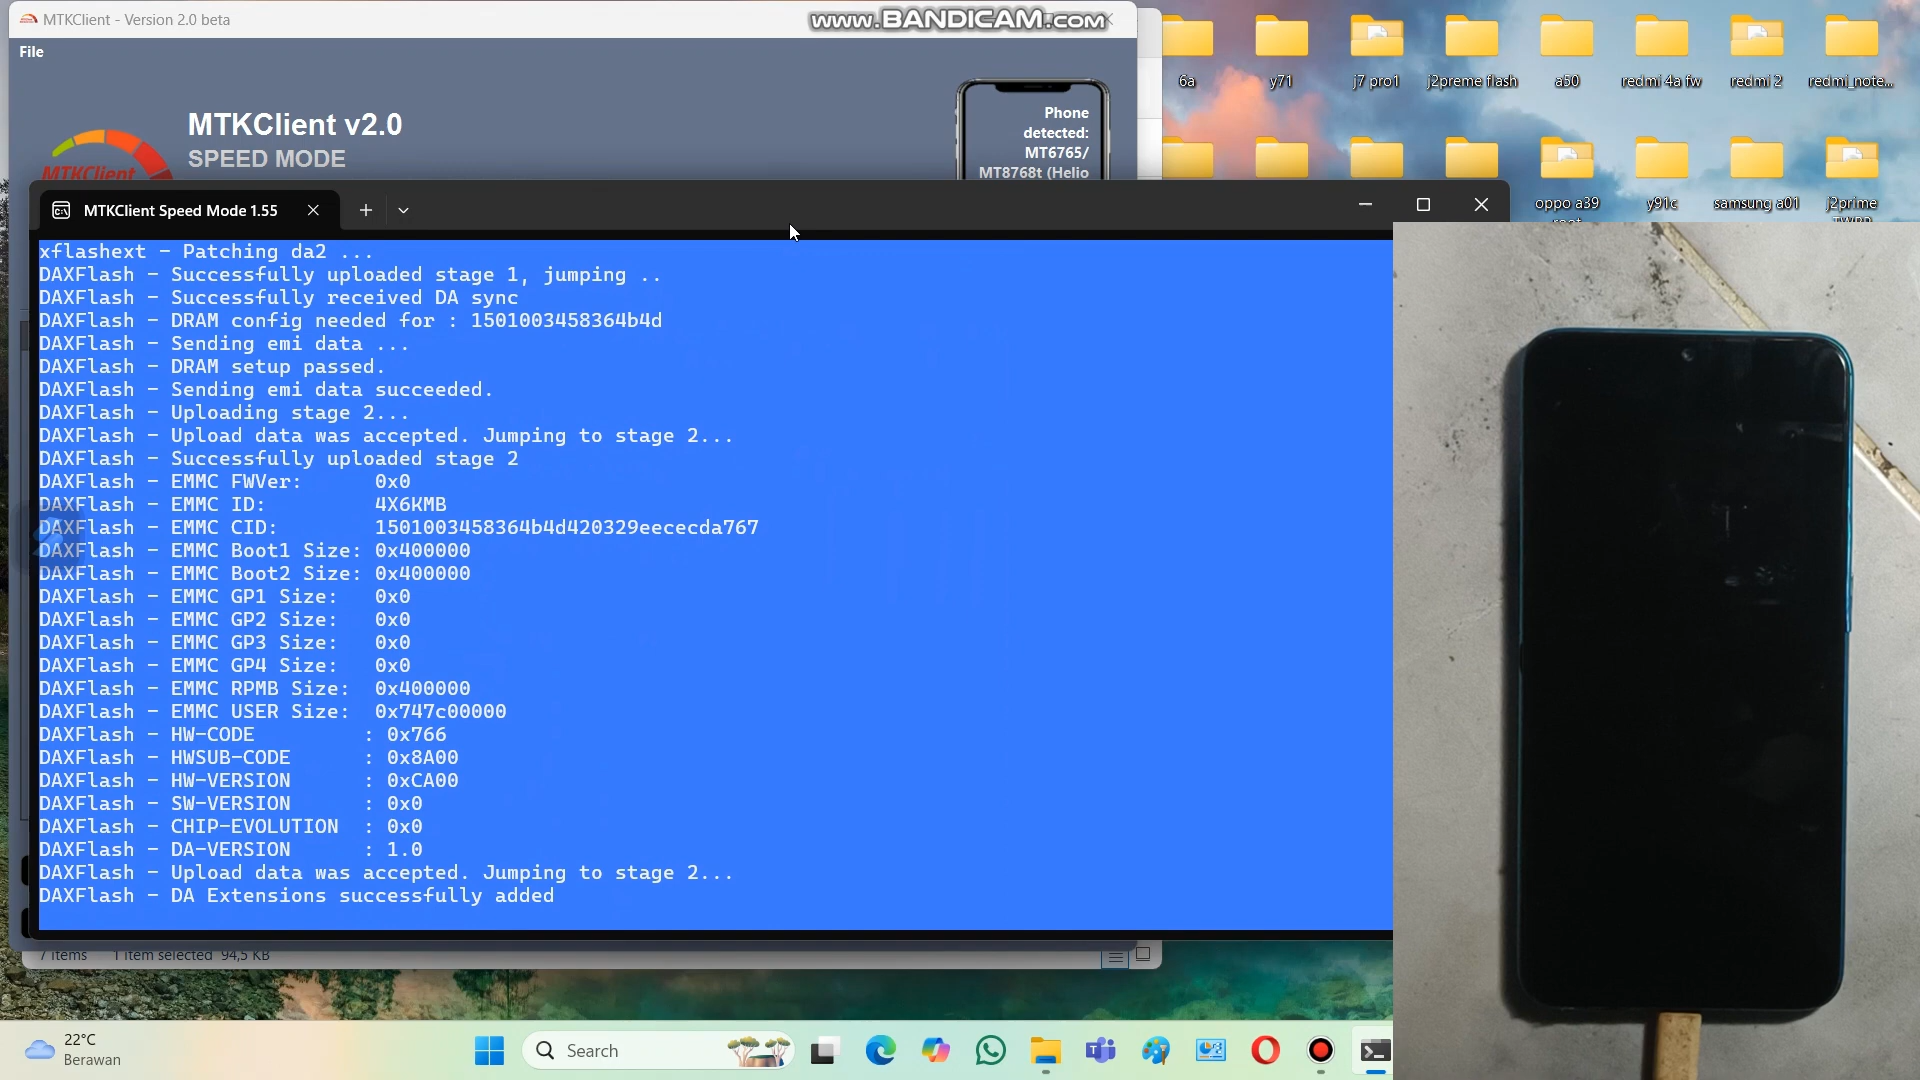 MTKClient - Version 2.0 beta
www.BANDICAM.com
File
MTKClient v2.0
SPEED MODE
MTKClient
Phone
detected:
MT6765/
MT8768t (Helio
6a
y71
j7 pro1
j2preme flash
a50
redmi 4a fw
redmi 2
redmi_note...
oppo a39
y91c
samsung a01
j2prime
MTKClient Speed Mode 1.55
xflashext - Patching da2 ...
DAXFlash - Successfully uploaded stage 1, jumping ..
DAXFlash - Successfully received DA sync
DAXFlash - DRAM config needed for : 1501003458364b4d
DAXFlash - Sending emi data ...
DAXFlash - DRAM setup passed.
DAXFlash - Sending emi data succeeded.
DAXFlash - Uploading stage 2...
DAXFlash - Upload data was accepted. Jumping to stage 2...
DAXFlash - Successfully uploaded stage 2
DAXFlash - EMMC FWVer: 0x0
DAXFlash - EMMC ID: 4X6KMB
DAXFlash - EMMC CID: 1501003458364b4d420329eececda767
DAXFlash - EMMC Boot1 Size: 0x400000
DAXFlash - EMMC Boot2 Size: 0x400000
DAXFlash - EMMC GP1 Size: 0x0
DAXFlash - EMMC GP2 Size: 0x0
DAXFlash - EMMC GP3 Size: 0x0
DAXFlash - EMMC GP4 Size: 0x0
DAXFlash - EMMC RPMB Size: 0x400000
DAXFlash - EMMC USER Size: 0x747c00000
DAXFlash - HW-CODE : 0x766
DAXFlash - HWSUB-CODE : 0x8A00
DAXFlash - HW-VERSION : 0xCA00
DAXFlash - SW-VERSION : 0x0
DAXFlash - CHIP-EVOLUTION : 0x0
DAXFlash - DA-VERSION : 1.0
DAXFlash - Upload data was accepted. Jumping to stage 2...
DAXFlash - DA Extensions successfully added
7 items 1 item selected 94,5 KB
22°C
Berawan
Search